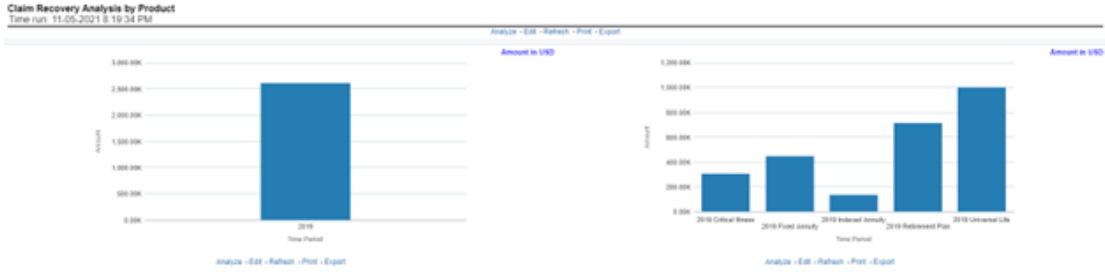 Claim Recovery Analysis by Product
Time run: 11-05-2021 8:19:34 PM
Analyze - Edit - Refresh - Print - Export
Amount in USD
3,000.00K
2,500.00K
2,000.00K
1,500.00K
1,000.00K
500.00K
0.00K
Amount
2019
Time Period
Analyze - Edit - Refresh - Print - Export
Amount in USD
1,200.00K
1,000.00K
800.00K
600.00K
400.00K
200.00K
0.00K
Amount
2019 Critical Illness
2019 Fixed Annuity
2019 Indexed Annuity
2019 Retirement Plan
2019 Universal Life
Time Period
Analyze - Edit - Refresh - Print - Export